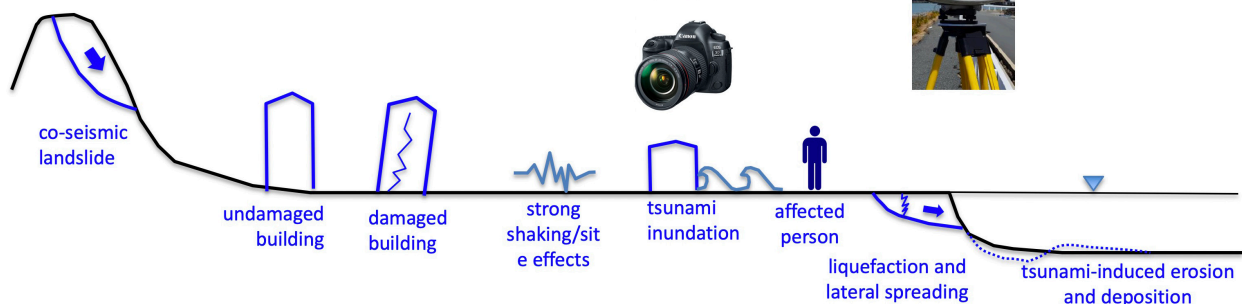 Canon
co-seismic
landslide
undamaged
building
damaged
building
strong
shaking/sit
e effects
tsunami
inundation
affected
person
liquefaction and
lateral spreading
tsunami-induced erosion
and deposition